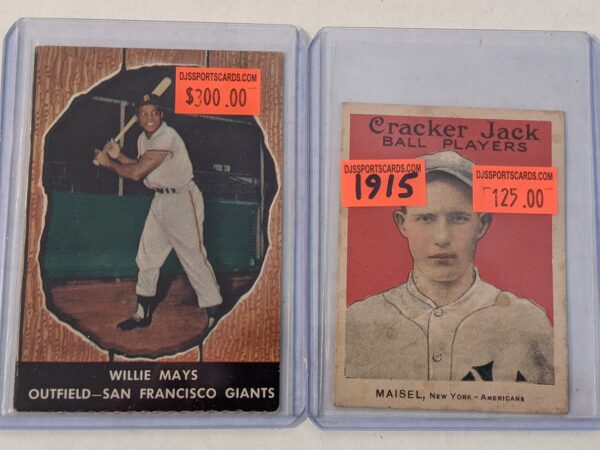 DJSSPORTSCARDS.COM
$300.00
WILLIE MAYS
OUTFIELD—SAN FRANCISCO GIANTS
Cracker Jack
BALL PLAYERS
DJSSPORTSCARDS.COM
1915
DJSSPORTSCARDS.COM
125.00
MAISEL, NEW YORK - AMERICANS